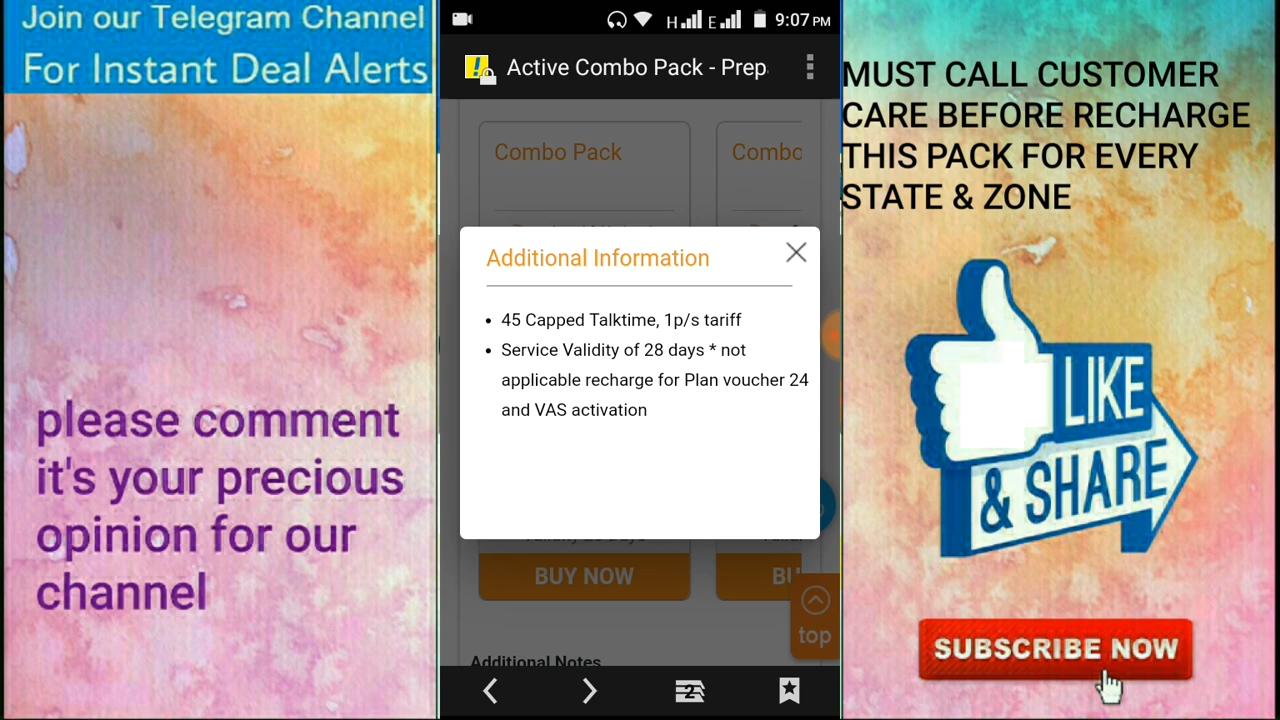 Join our Telegram Channel
For Instant Deal Alerts
please comment
it's your precious
opinion for our
channel
H E 9:07 PM
Active Combo Pack - Prep
Combo Pack
Combo
Additional Information
• 45 Capped Talktime, 1p/s tariff
• Service Validity of 28 days * not
applicable recharge for Plan voucher 24
and VAS activation
BUY NOW
BU
top
Additional Notes
2
MUST CALL CUSTOMER
CARE BEFORE RECHARGE
THIS PACK FOR EVERY
STATE & ZONE
LIKE
& SHARE
SUBSCRIBE NOW